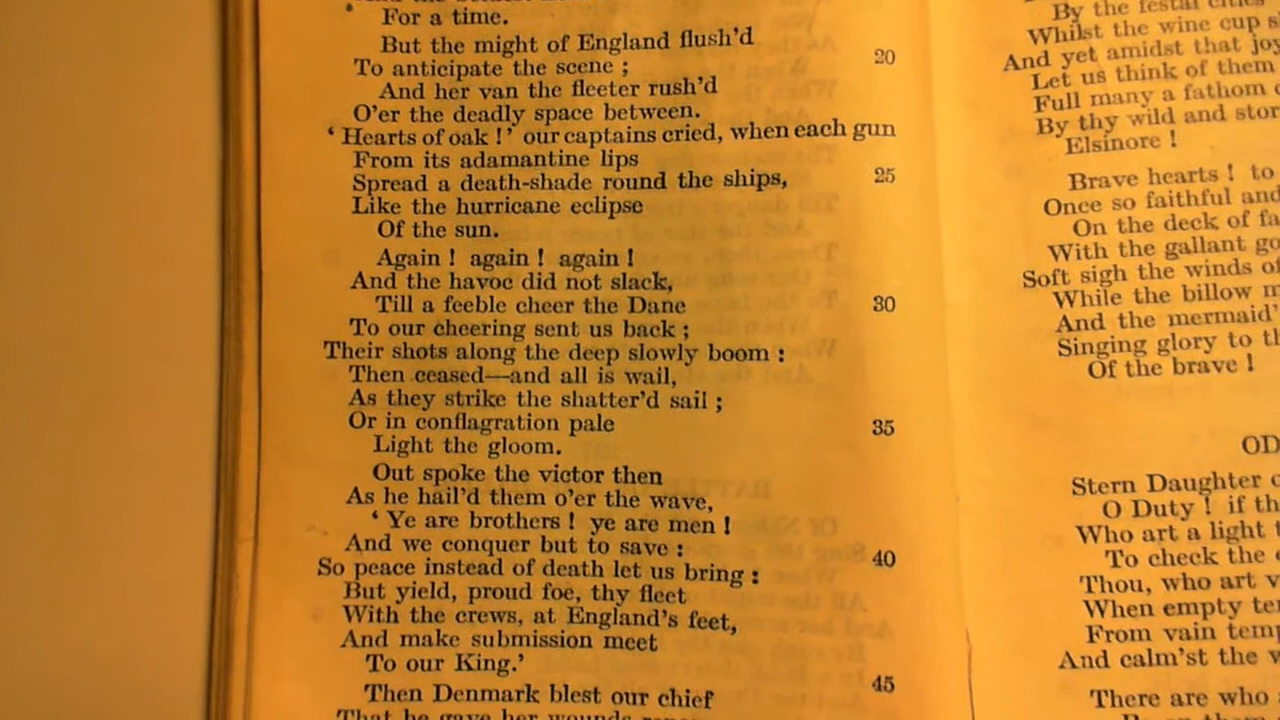 For a time.
But the might of England flush'd
20
To anticipate the scene ;
And her van the fleeter rush'd
O'er the deadly space between.
‘ Hearts of oak ! ’ our captains cried, when each gun
From its adamantine lips
Spread a death-shade round the ships,
25
Like the hurricane eclipse
Of the sun.
Again ! again ! again !
And the havoc did not slack,
Till a feeble cheer the Dane
30
To our cheering sent us back ;
Their shots along the deep slowly boom :
Then ceased—and all is wail,
As they strike the shatter'd sail ;
Or in conflagration pale
35
Light the gloom.
Out spoke the victor then
As he hail'd them o'er the wave,
‘ Ye are brothers ! ye are men !
And we conquer but to save :
40
So peace instead of death let us bring :
But yield, proud foe, thy fleet
With the crews, at England's feet,
And make submission meet
To our King.’
45
Then Denmark blest our chief
That he gave her wounds
By the festal cities
Whilst the wine cup
And yet amidst that joy
Let us think of them
Full many a fathom
By thy wild and
Elsinore !
Brave hearts ! to
Once so faithful and
On the deck of
With the gallant
Soft sigh the winds of
While the billow
And the mermaid'
Singing glory to
Of the brave !
OD
Stern Daughter
O Duty ! if
Who art a light
To check the
Thou, who art
When empty
From vain
And calm'st the
There are who